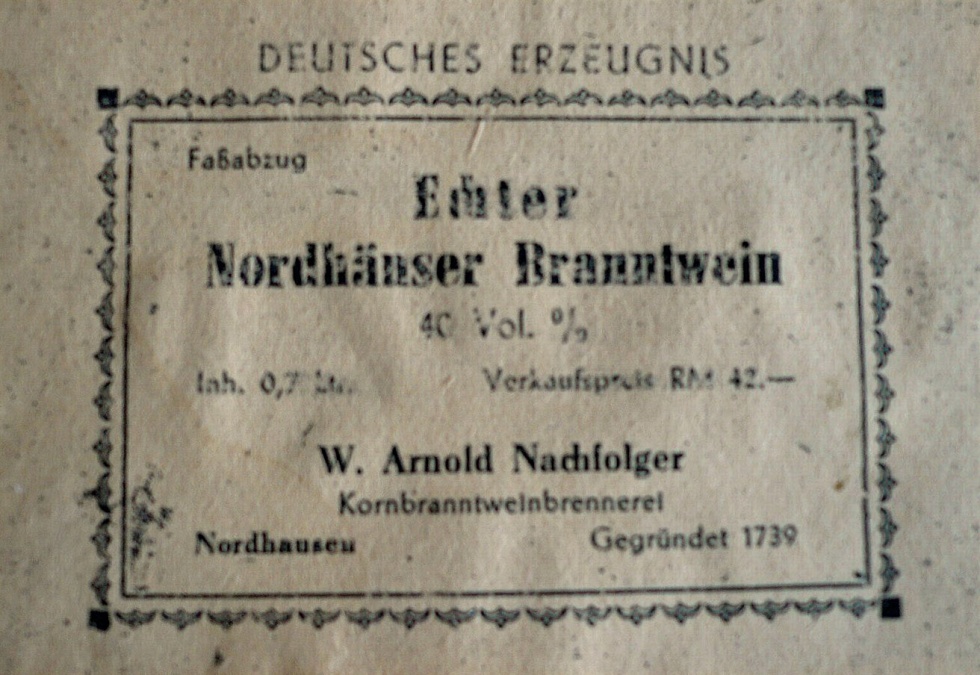 DEUTSCHES ERZEUGNIS
Faßabzug
Echter
Nordhäuser Branntwein
40 Vol. %
Inh. 0,7 Ltr. Verkaufspreis RM 42.—
W. Arnold Nachfolger
Kornbranntweinbrennerei
Nordhausen Gegründet 1739